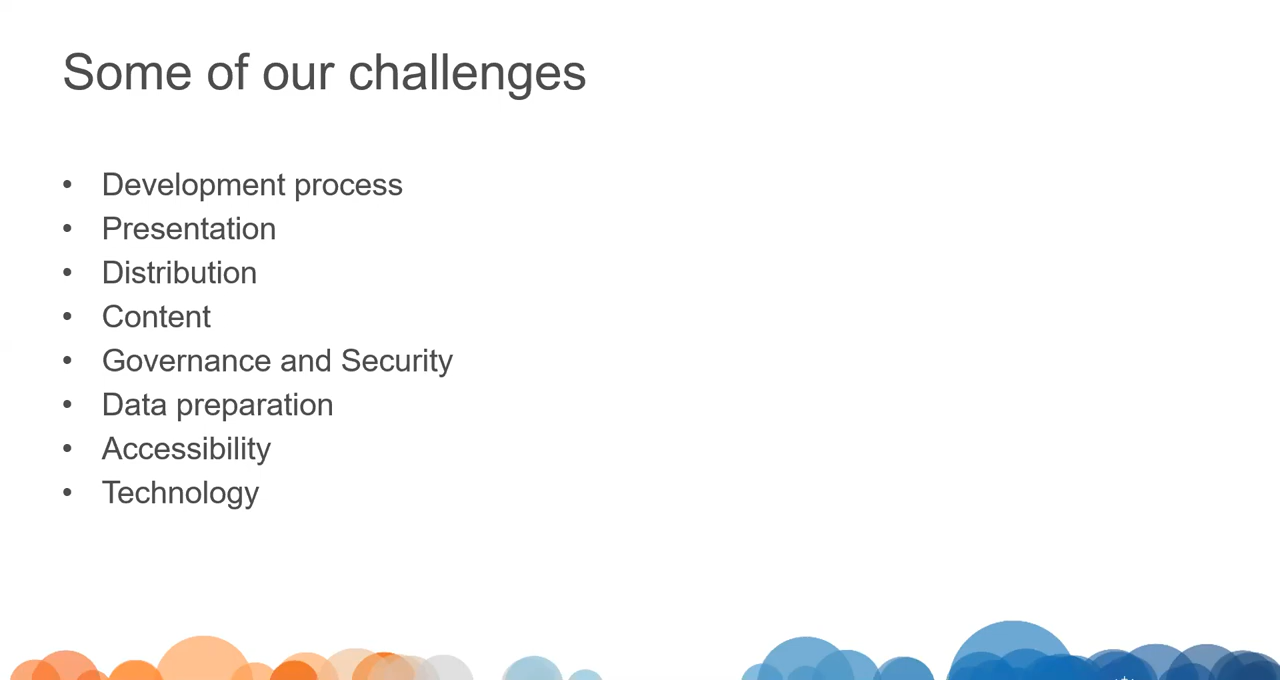 Some of our challenges
• Development process
• Presentation
• Distribution
• Content
• Governance and Security
• Data preparation
• Accessibility
• Technology